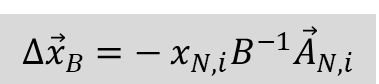 Δx⃗_B = − x_{N,i} B^{−1} A⃗_{N,i}